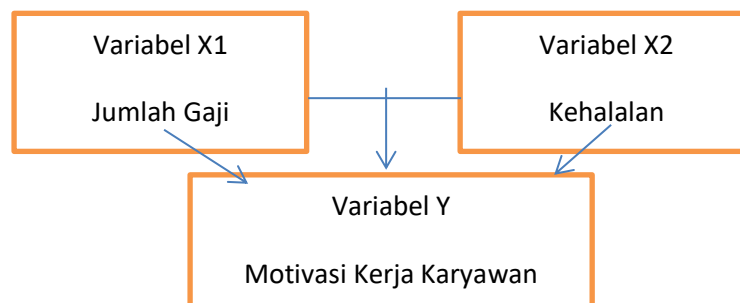 Variabel X1
Jumlah Gaji
Variabel X2
Kehalalan
Variabel Y
Motivasi Kerja Karyawan